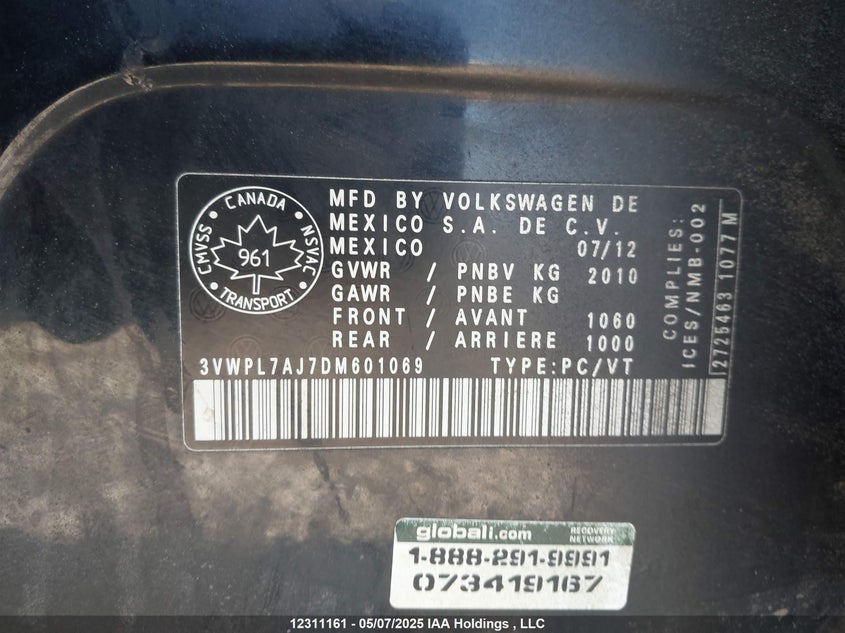 CANADA
CMVSS
NSVAC
961
TRANSPORT
MFD BY VOLKSWAGEN DE
MEXICO S.A. DE C.V.
MEXICO 07/12
GVWR / PNBV KG 2010
GAWR / PNBE KG
FRONT / AVANT 1060
REAR / ARRIERE 1000
3VWPL7AJ7DM601069 TYPE:PC/VT
COMPLIES:
ICES/NMB-002
2725463 1077M
globali.com RECOVERY NETWORK
1-888-291-9991
073419167
12311161 - 05/07/2025 IAA Holdings , LLC